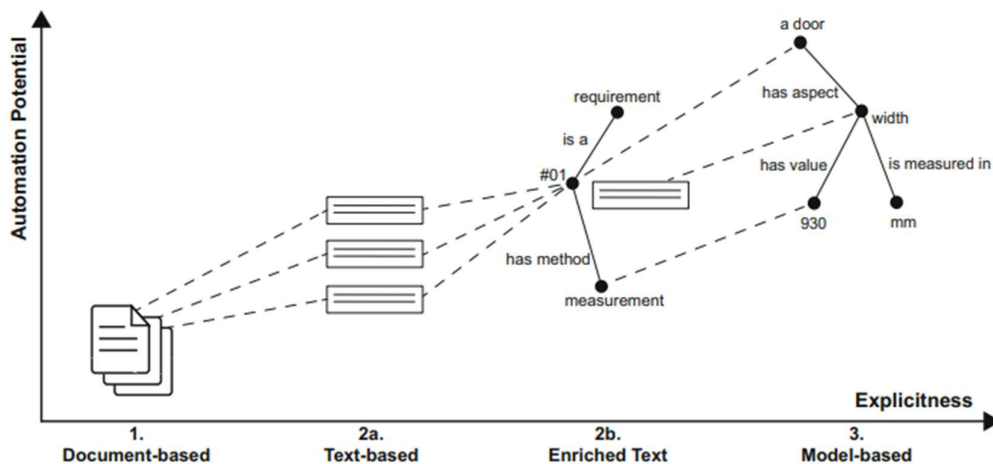 Automation Potential
a door
has aspect
requirement
width
is a
has value
is measured in
#01
930
mm
has method
measurement
Explicitness
1.
Document-based
2a.
Text-based
2b.
Enriched Text
3.
Model-based